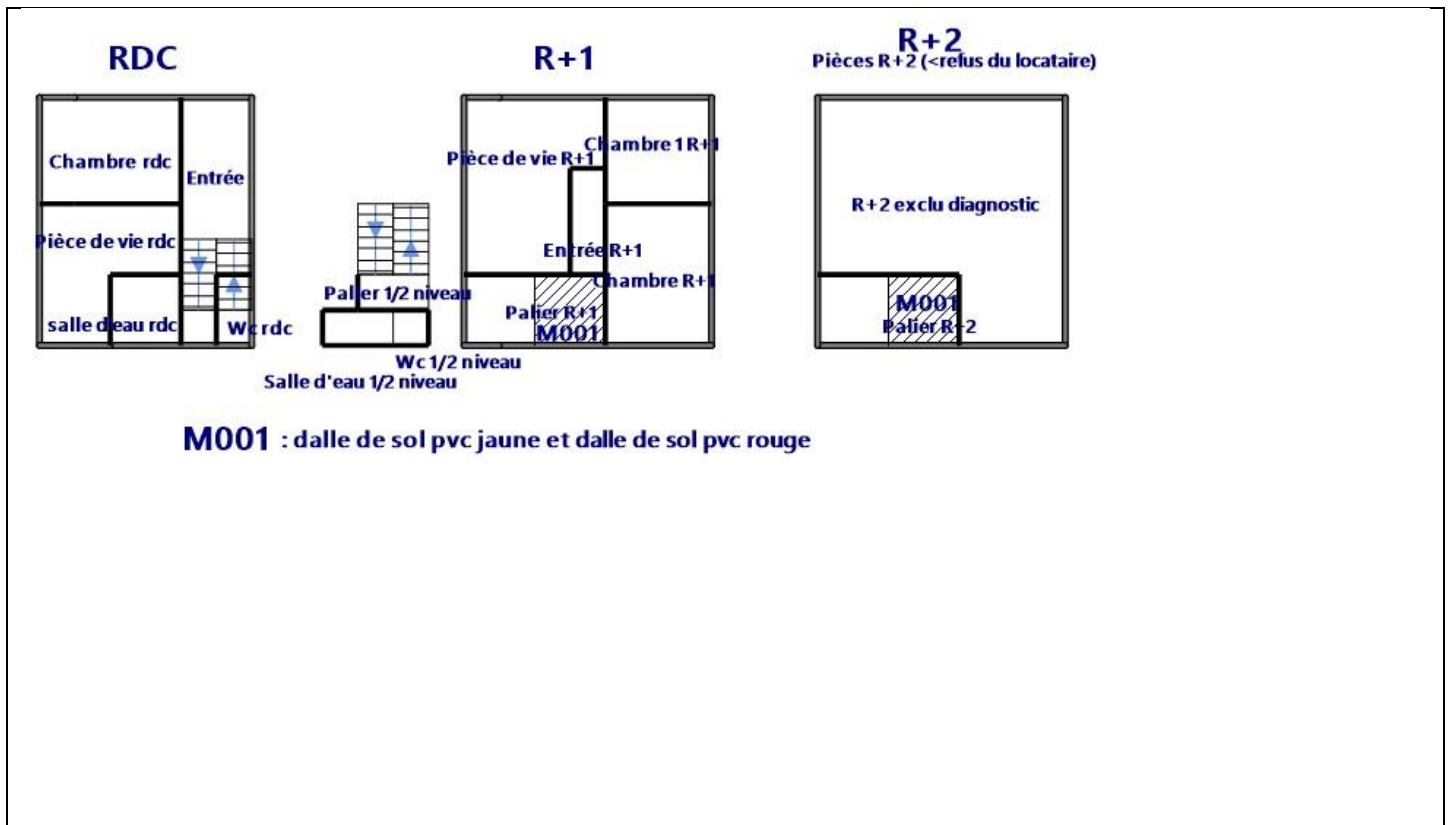 RDC
Chambre rdc
Entrée
Pièce de vie rdc
salle d'eau rdc
Wc rdc
Palier 1/2 niveau
Wc 1/2 niveau
Salle d'eau 1/2 niveau
R+1
Chambre 1 R+1
Pièce de vie R+1
Entrée R+1
Chambre R+1
Palier R+1
M001
R+2
Pièces R+2 (<refus du locataire)
R+2 exclu diagnostic
M001
Palier R+2
M001 : dalle de sol pvc jaune et dalle de sol pvc rouge